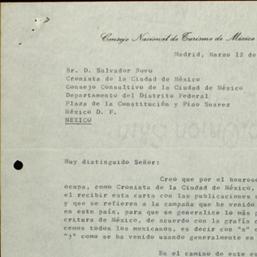 Consejo Nacional de Turismo de México
Madrid, Marzo 12 de
Sr. D. Salvador Novo
Cronista de la Ciudad de México
Consejo Consultivo de la Ciudad de México
Departamento del Distrito Federal
Plaza de la Constitución y Pino Suarez
México D. F.
MEXICO
Muy distinguido Señor:
Creo que por el honroso
ocupa, como Cronista de la Ciudad de México,
el recibir esta carta con las publicaciones
y que se refieren a la campaña que he venido
en este país, para que se generalice lo más p
critura de México, de acuerdo con la grafía
cemos todos los mexicanos, es decir con "x"
"j" como se ha venido usando generalmente en
En el camino de este es